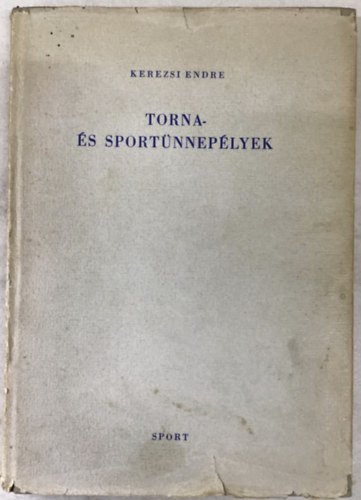 KEREZSI ENDRE
TORNA-
ÉS SPORTÜNNEPÉLYEK
SPORT